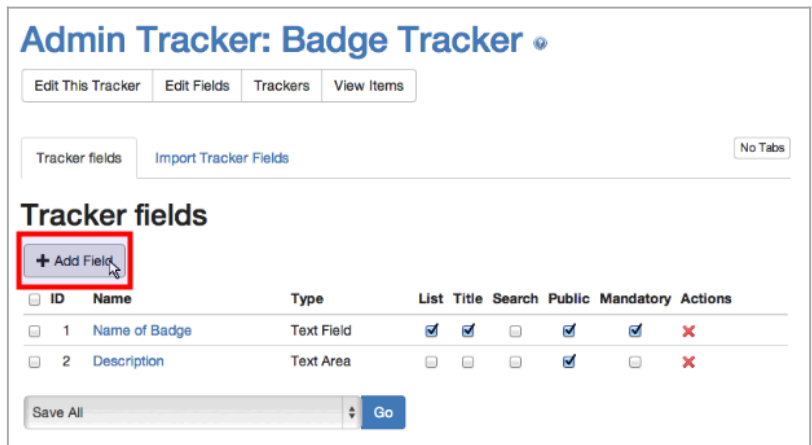 Admin Tracker: Badge Tracker
Edit This Tracker Edit Fields Trackers View Items
Tracker fields Import Tracker Fields No Tabs
Tracker fields
+ Add Field
ID Name Type List Title Search Public Mandatory Actions
1 Name of Badge Text Field
2 Description Text Area
Save All Go